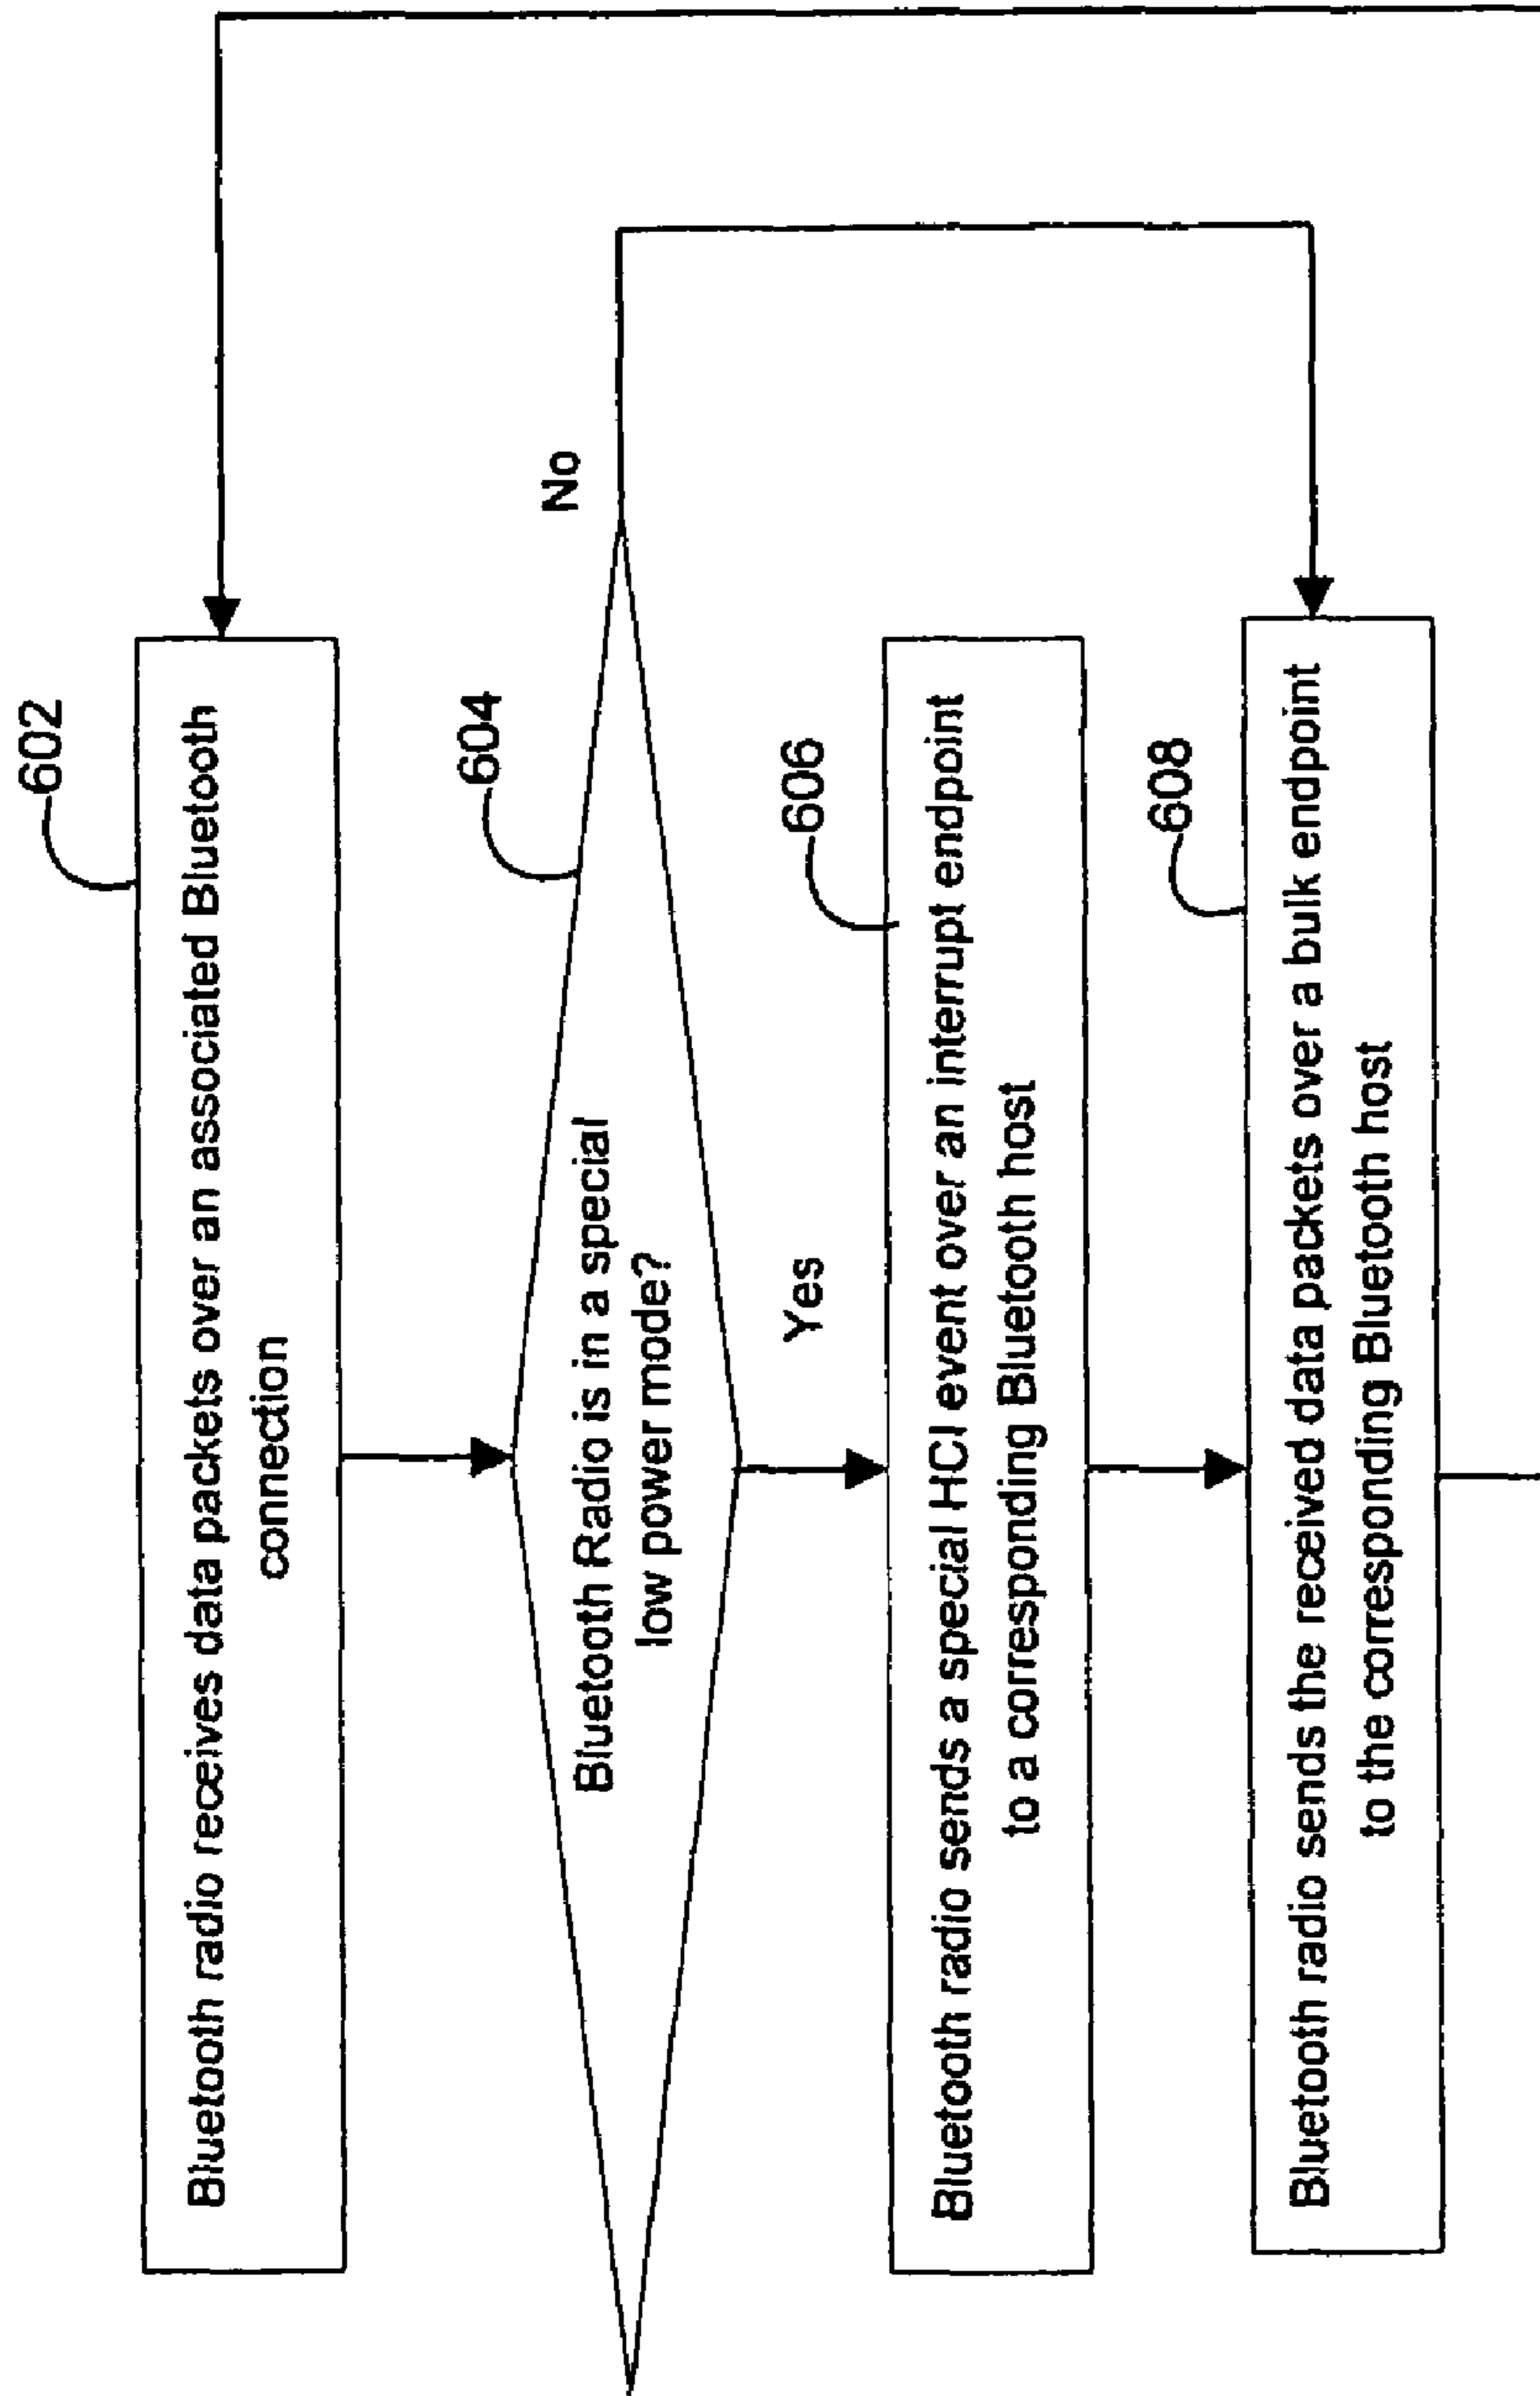 602
Bluetooth radio receives data packets over an associated Bluetooth
connection
604
Bluetooth Radio is in a special
low power mode?
No
Yes
606
Bluetooth radio sends a special HCI event over an interrupt endpoint
to a corresponding Bluetooth host
608
Bluetooth radio sends the received data packets over a bulk endpoint
to the corresponding Bluetooth host